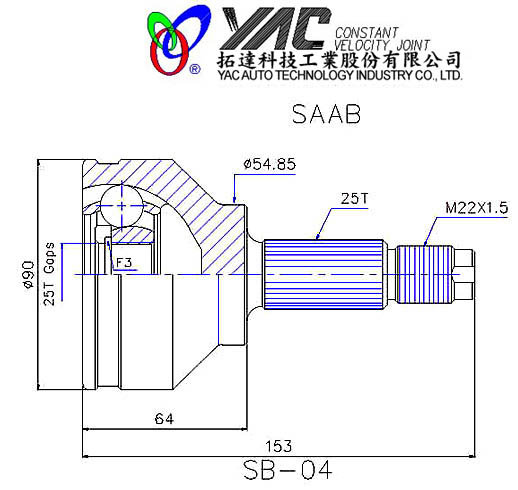 YAC CONSTANT
VELOCITY JOINT
®
拓達科技工業股份有限公司
YAC AUTO TECHNOLOGY INDUSTRY CO., LTD.
SAAB
ø54.85
25T
M22X1.5
ø90
25T Gaps
F3
64
153
SB-04